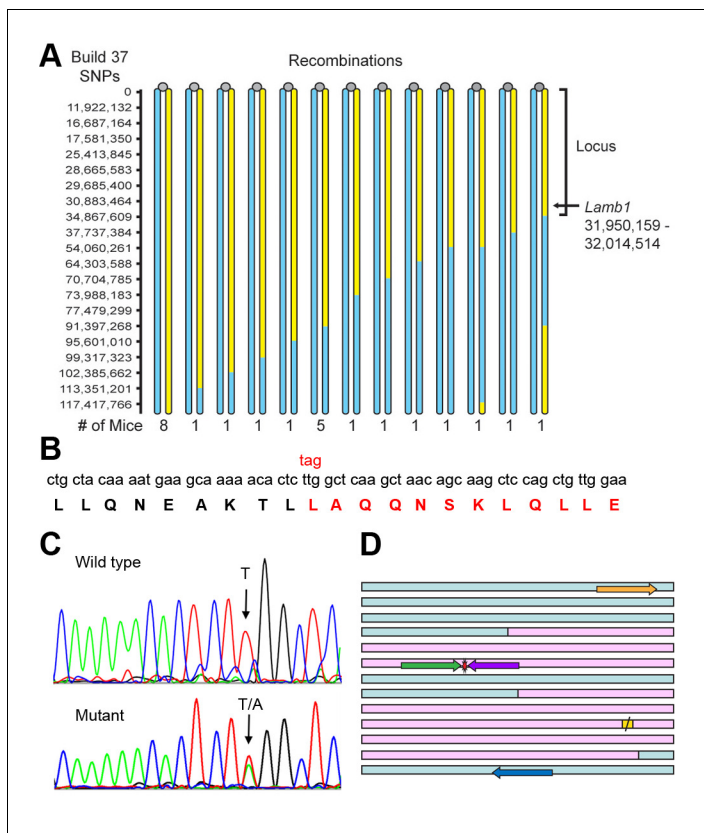 A
Build 37
SNPs
Recombinations
0
11,922,132
16,687,164
17,581,350
25,413,845
28,665,583
29,685,400
30,883,464
34,867,609
37,737,384
54,060,261
64,303,588
70,704,785
73,988,183
77,479,299
91,397,268
95,601,010
99,317,323
102,385,662
113,351,201
117,417,766
Locus
Lamb1
31,950,159 -
32,014,514
# of Mice 8 1 1 1 1 5 1 1 1 1 1 1 1
B
tag
ctg cta caa aat gaa gca aaa aca ctc ttg gct caa gct aac agc aag ctc cag ctg ttg gaa
L L Q N E A K T L L A Q Q N S K L Q L L E
C
Wild type
T
Mutant
T/A
D